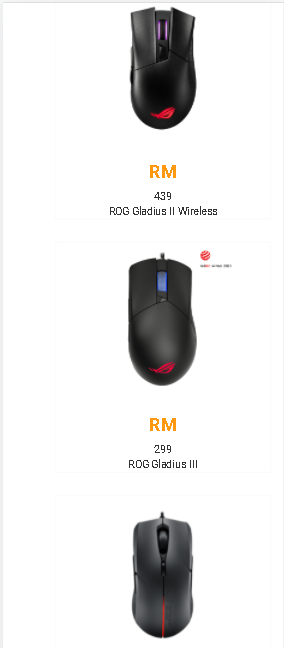 RM
439
ROG Gladius II Wireless
RM
299
ROG Gladius III